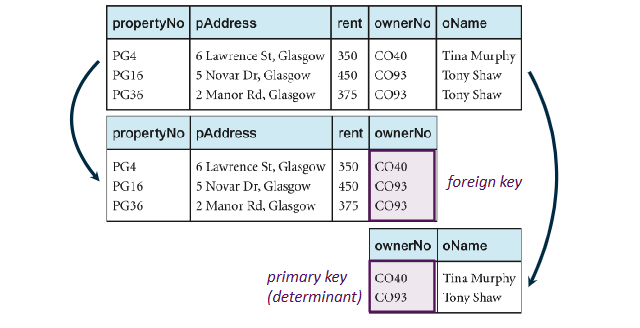 propertyNo pAddress rent ownerNo oName
PG4 6 Lawrence St, Glasgow 350 CO40 Tina Murphy
PG16 5 Novar Dr, Glasgow 450 CO93 Tony Shaw
PG36 2 Manor Rd, Glasgow 375 CO93 Tony Shaw
propertyNo pAddress rent ownerNo
PG4 6 Lawrence St, Glasgow 350 CO40
PG16 5 Novar Dr, Glasgow 450 CO93
PG36 2 Manor Rd, Glasgow 375 CO93
foreign key
ownerNo oName
CO40 Tina Murphy
CO93 Tony Shaw
primary key
(determinant)